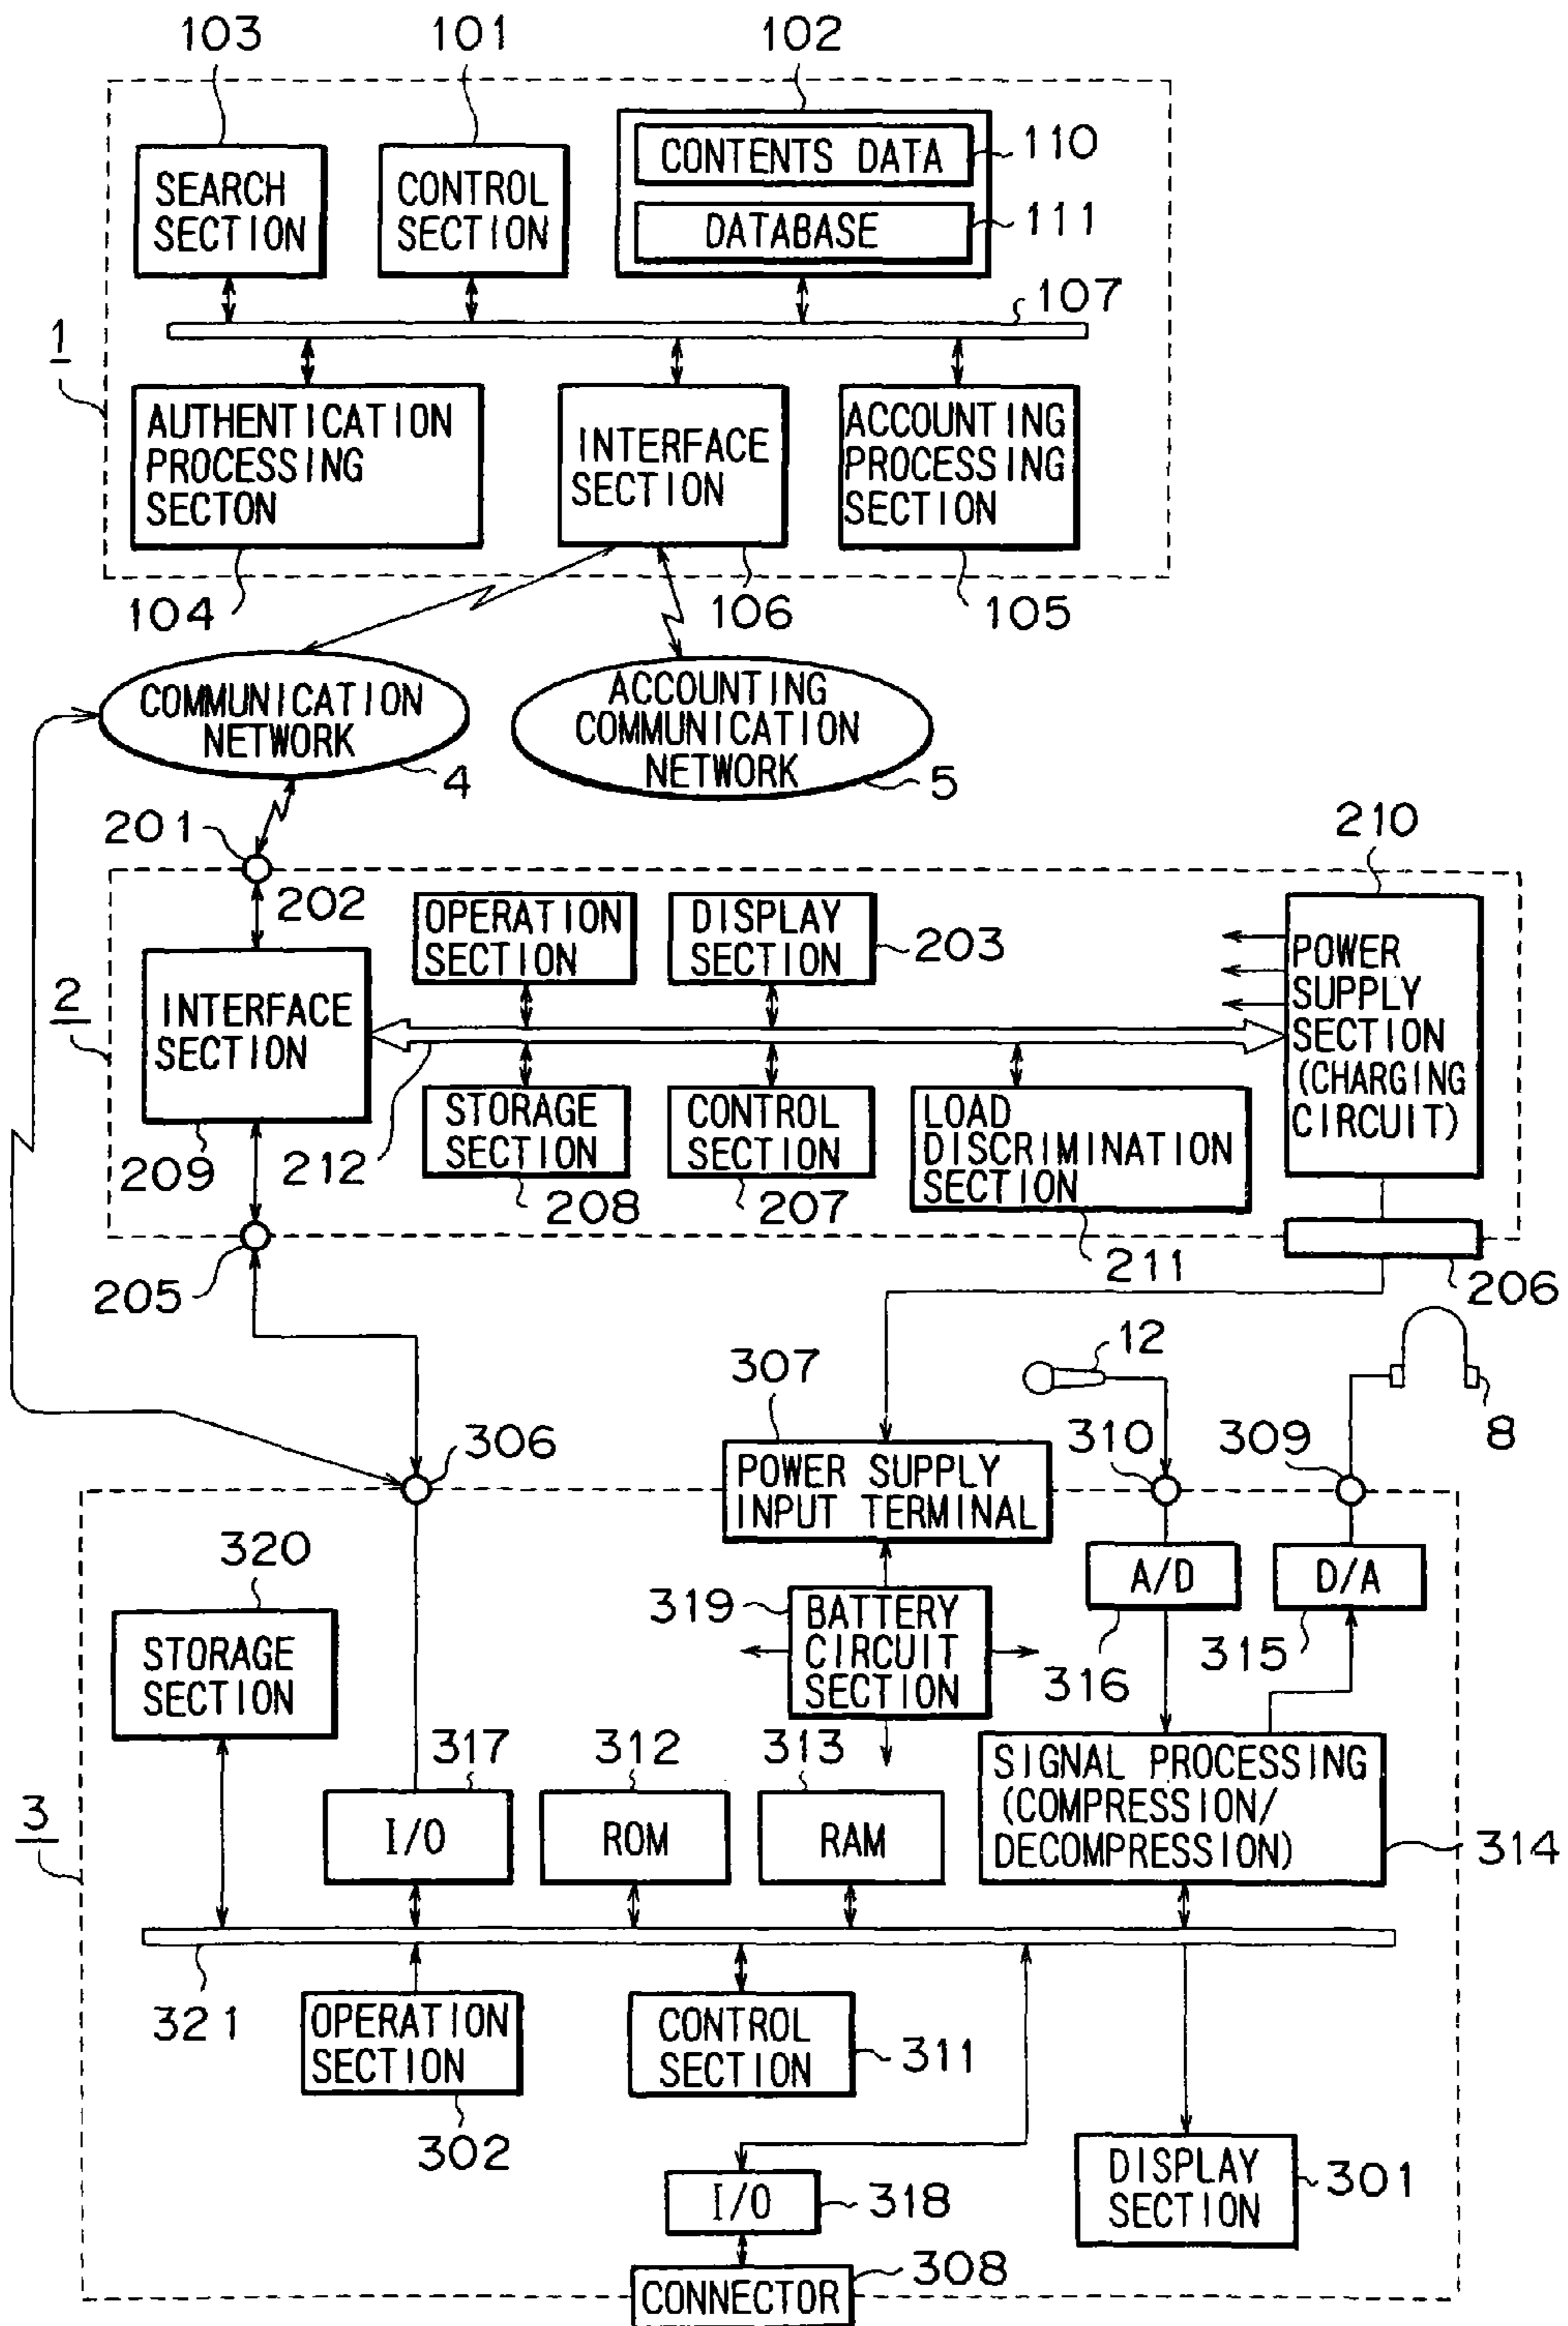 103
101
102
SEARCH
SECTION
CONTROL
SECTION
CONTENTS DATA
110
DATABASE
111
107
1
AUTHENTICATION
PROCESSING
SECTON
INTERFACE
SECTION
ACCOUNTING
PROCESSING
SECTION
104
106
105
COMMUNICATION
NETWORK
4
ACCOUNTING
COMMUNICATION
NETWORK
5
201
210
202
OPERATION
SECTION
DISPLAY
SECTION
203
POWER
SUPPLY
SECTION
(CHARGING
CIRCUIT)
2
INTERFACE
SECTION
STORAGE
SECTION
CONTROL
SECTION
LOAD
DISCRIMINATION
SECTION
209
212
208
207
211
205
206
307
12
8
306
310
309
POWER SUPPLY
INPUT TERMINAL
320
A/D
D/A
319
BATTERY
CIRCUIT
SECTION
STORAGE
SECTION
316
315
317
312
313
SIGNAL PROCESSING
(COMPRESSION/
DECOMPRESSION)
314
3
I/O
ROM
RAM
321
OPERATION
SECTION
CONTROL
SECTION
311
302
I/O
318
DISPLAY
SECTION
301
308
CONNECTOR